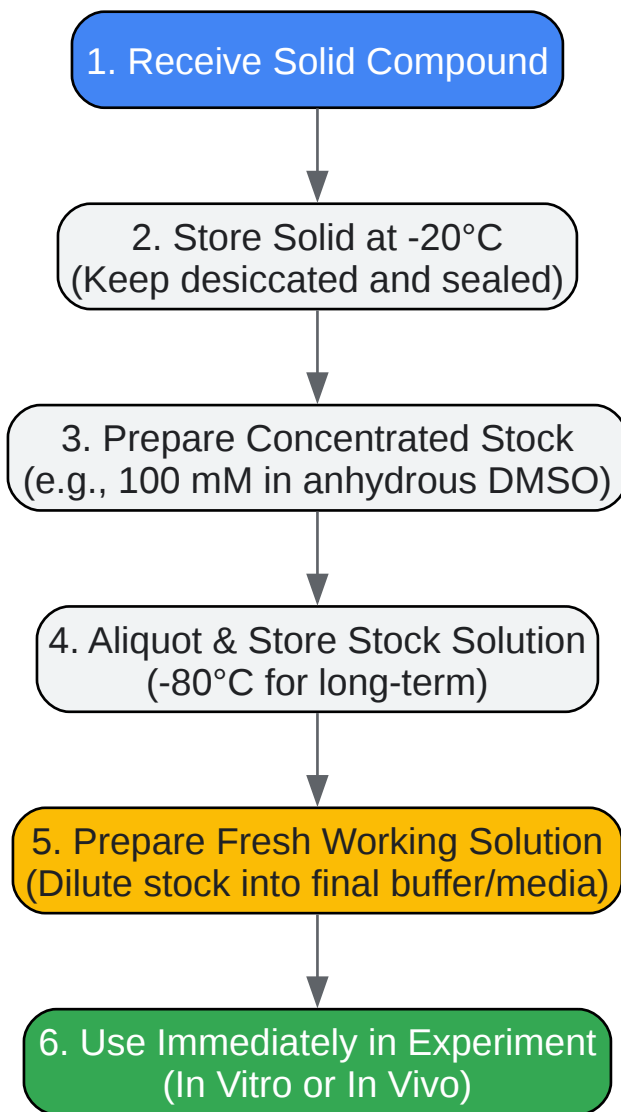 1. Receive Solid Compound
2. Store Solid at -20°C
(Keep desiccated and sealed)
3. Prepare Concentrated Stock
(e.g., 100 mM in anhydrous DMSO)
4. Aliquot & Store Stock Solution
(-80°C for long-term)
5. Prepare Fresh Working Solution
(Dilute stock into final buffer/media)
6. Use Immediately in Experiment
(In Vitro or In Vivo)